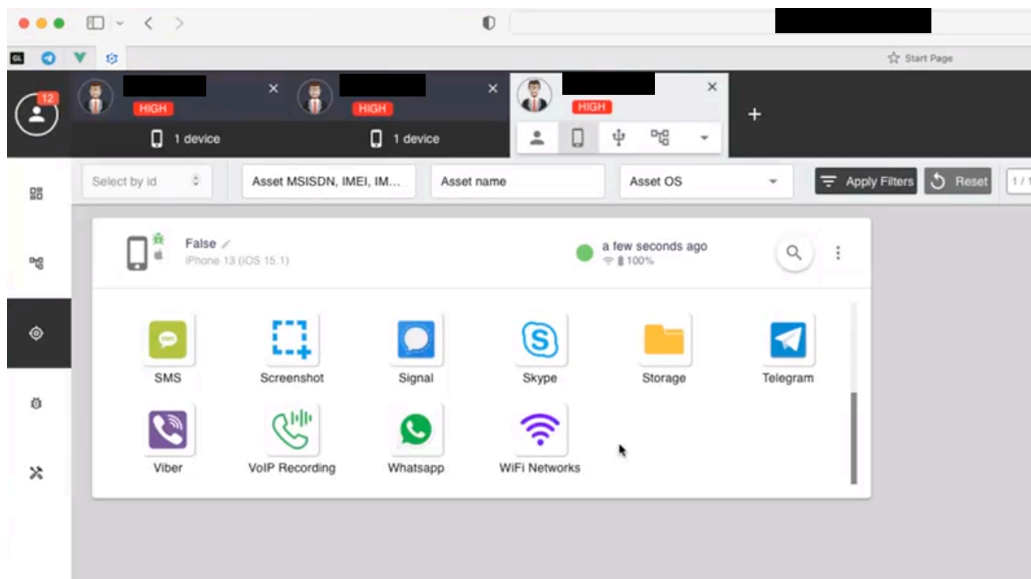 GL
Start Page
12
HIGH
HIGH
HIGH
1 device
1 device
Select by id
Asset MSISDN, IMEI, IM...
Asset name
Asset OS
Apply Filters
Reset
1 / 1
False
iPhone 13 (iOS 15.1)
a few seconds ago
100%
SMS
Screenshot
Signal
Skype
Storage
Telegram
Viber
VoIP Recording
Whatsapp
WiFi Networks